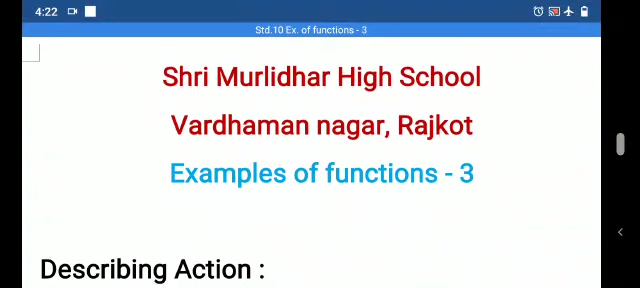 4:22
Std.10 Ex. of functions - 3
Shri Murlidhar High School
Vardhaman nagar, Rajkot
Examples of functions - 3
Describing Action :